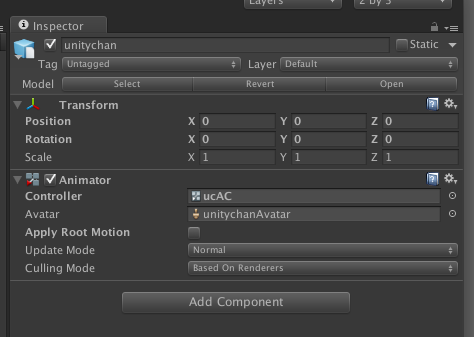 Layers 2 by 3
Inspector
unitychan Static
Tag Untagged Layer Default
Model Select Revert Open
Transform
Position X 0 Y 0 Z 0
Rotation X 0 Y 0 Z 0
Scale X 1 Y 1 Z 1
Animator
Controller ucAC
Avatar unitychanAvatar
Apply Root Motion
Update Mode Normal
Culling Mode Based On Renderers
Add Component